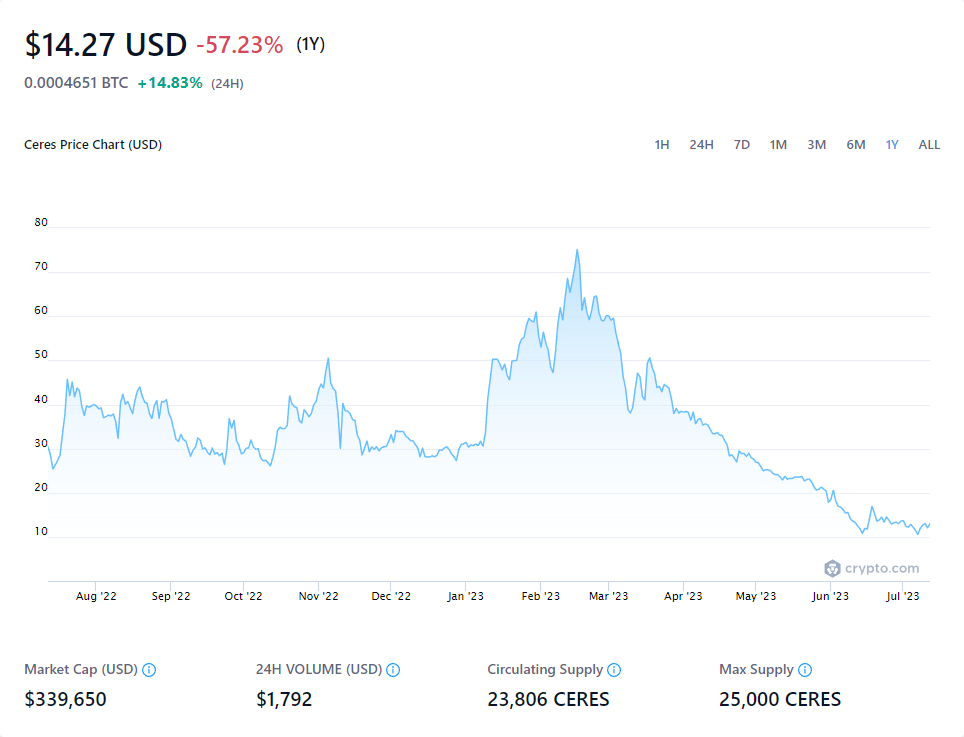 $14.27 USD -57.23% (1Y)
0.0004651 BTC +14.83% (24H)
Ceres Price Chart (USD) 1H 24H 7D 1M 3M 6M 1Y ALL
80
70
60
50
40
30
20
10
crypto.com
Aug '22 Sep '22 Oct '22 Nov '22 Dec '22 Jan '23 Feb '23 Mar '23 Apr '23 May '23 Jun '23 Jul '23
Market Cap (USD) 24H VOLUME (USD) Circulating Supply Max Supply
$339,650 $1,792 23,806 CERES 25,000 CERES